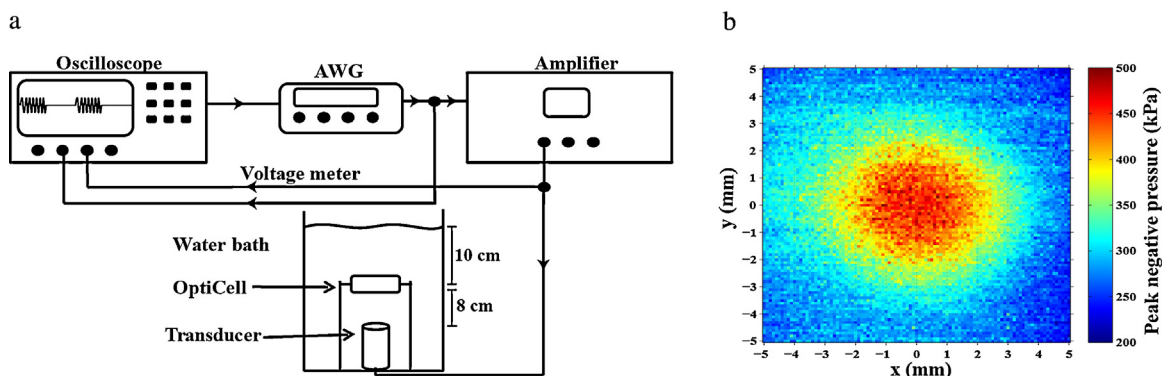 a
Oscilloscope
AWG
Amplifier
Voltage meter
Water bath
10 cm
OptiCell
8 cm
Transducer
b
5
4
3
2
1
0
−1
−2
−3
−4
−5
y (mm)
−5 −4 −3 −2 −1 0 1 2 3 4 5
x (mm)
500
450
400
350
300
250
200
Peak negative pressure (kPa)